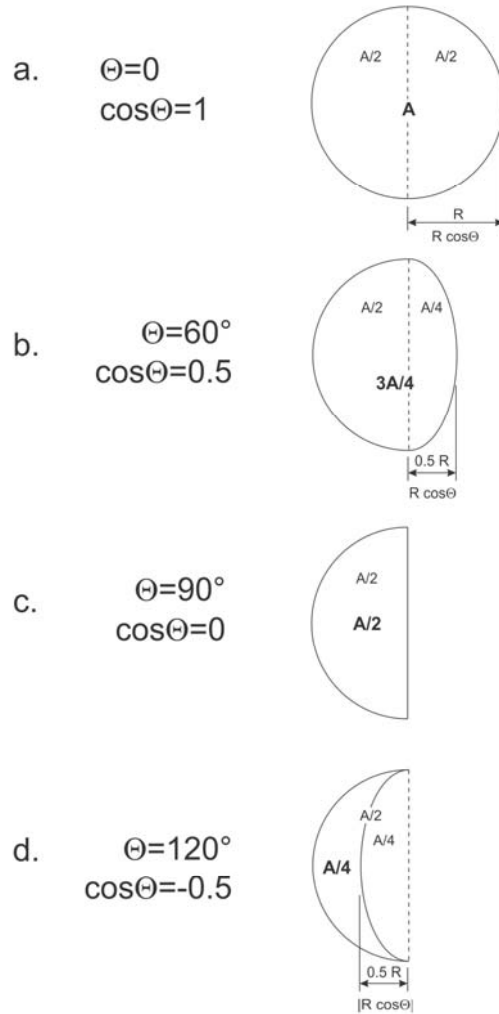 a.
Θ=0
cosΘ=1
A/2 A/2
A
R
R cosΘ
b.
Θ=60°
cosΘ=0.5
A/2 A/4
3A/4
0.5 R
R cosΘ
c.
Θ=90°
cosΘ=0
A/2
A/2
d.
Θ=120°
cosΘ=-0.5
A/2
A/4
A/4
0.5 R
|R cosΘ|